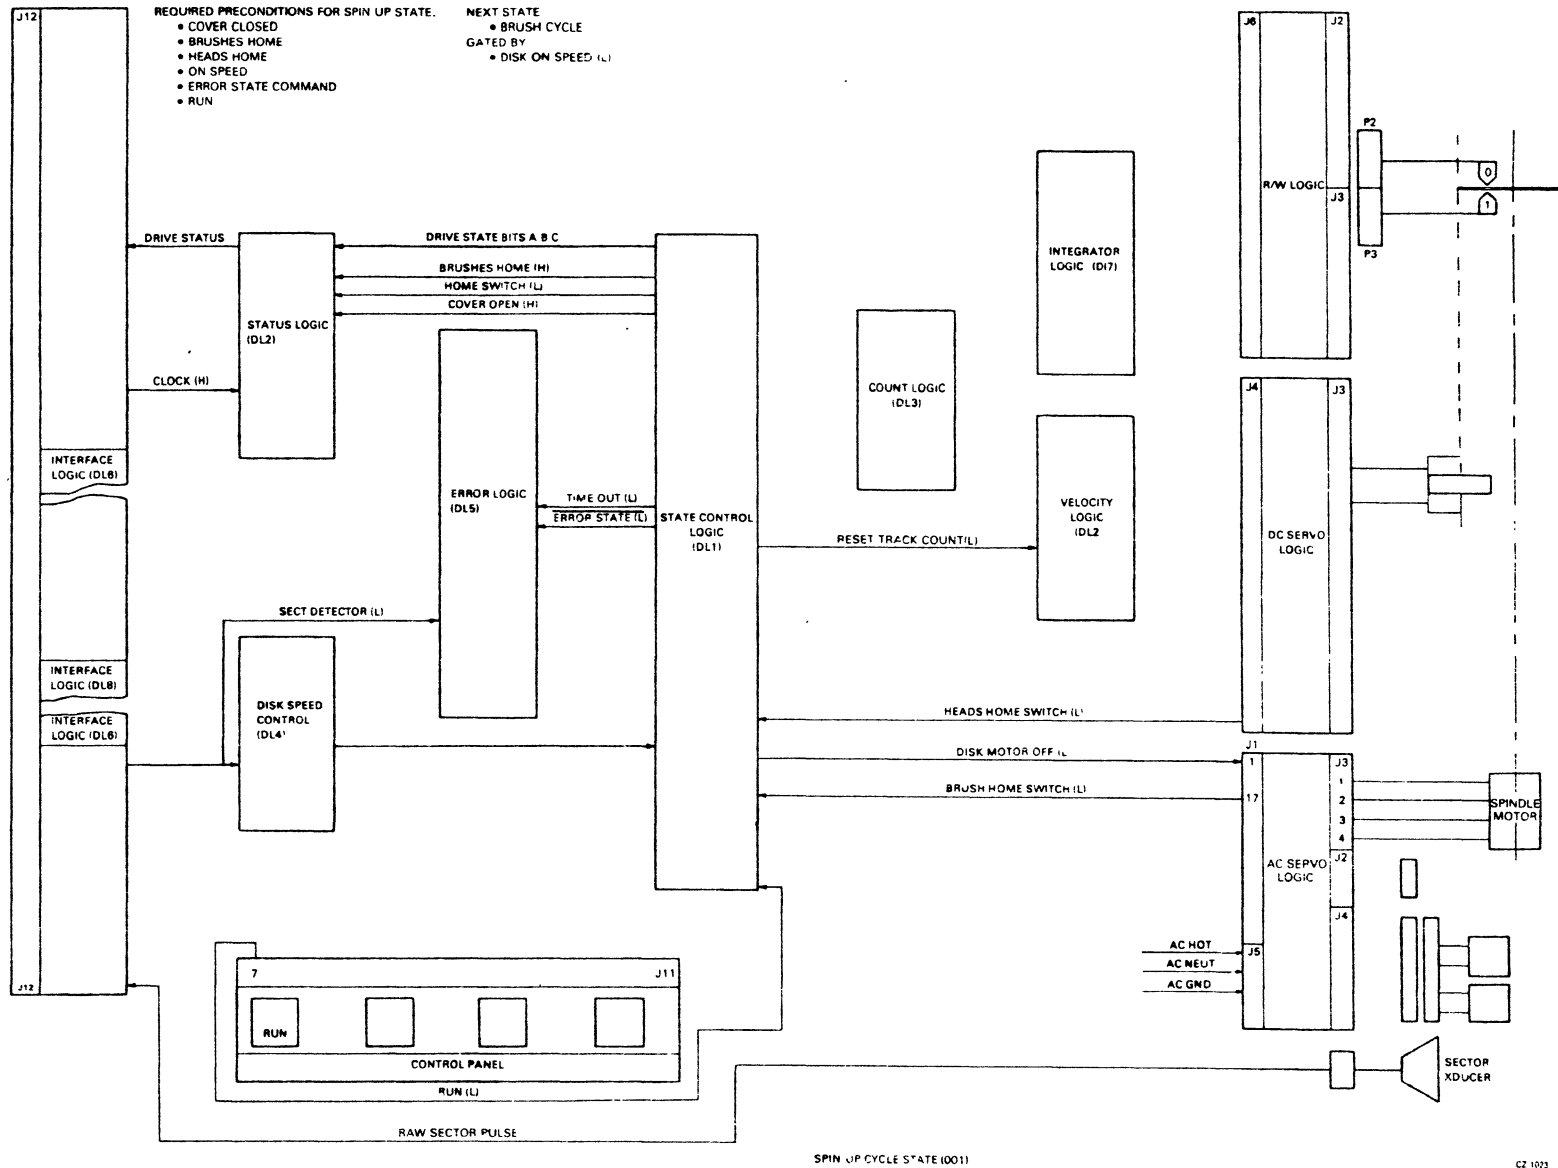 REQUIRED PRECONDITIONS FOR SPIN UP STATE.
• COVER CLOSED
• BRUSHES HOME
• HEADS HOME
• ON SPEED
• ERROR STATE COMMAND
• RUN
NEXT STATE
• BRUSH CYCLE
GATED BY
• DISK ON SPEED (L)
J12
J6
J2
R/W LOGIC
J3
P2
P3
0
1
DRIVE STATUS
DRIVE STATE BITS A B C
BRUSHES HOME (H)
HOME SWITCH (L)
COVER OPEN (H)
STATUS LOGIC
(DL2)
CLOCK (H)
INTEGRATOR
LOGIC (DI7)
COUNT LOGIC
(DL3)
J4
J3
INTERFACE
LOGIC (DL6)
ERROR LOGIC
(DL5)
TIME OUT (L)
ERROR STATE (L)
STATE CONTROL
LOGIC
(DL1)
VELOCITY
LOGIC
(DL2
RESET TRACK COUNT(L)
DC SERVO
LOGIC
SECT DETECTOR (L)
INTERFACE
LOGIC (DL8)
INTERFACE
LOGIC (DL6)
DISK SPEED
CONTROL
(DL4)
HEADS HOME SWITCH (L)
DISK MOTOR OFF (L
BRUSH HOME SWITCH (L)
J1
1
17
J3
1
2
3
4
J2
J4
AC SERVO
LOGIC
SPINDLE
MOTOR
AC HOT
AC NEUT
AC GND
J5
J12
7
J11
RUN
CONTROL PANEL
RUN (L)
SECTOR
XDUCER
RAW SECTOR PULSE
SPIN UP CYCLE STATE (001)
CZ 1023